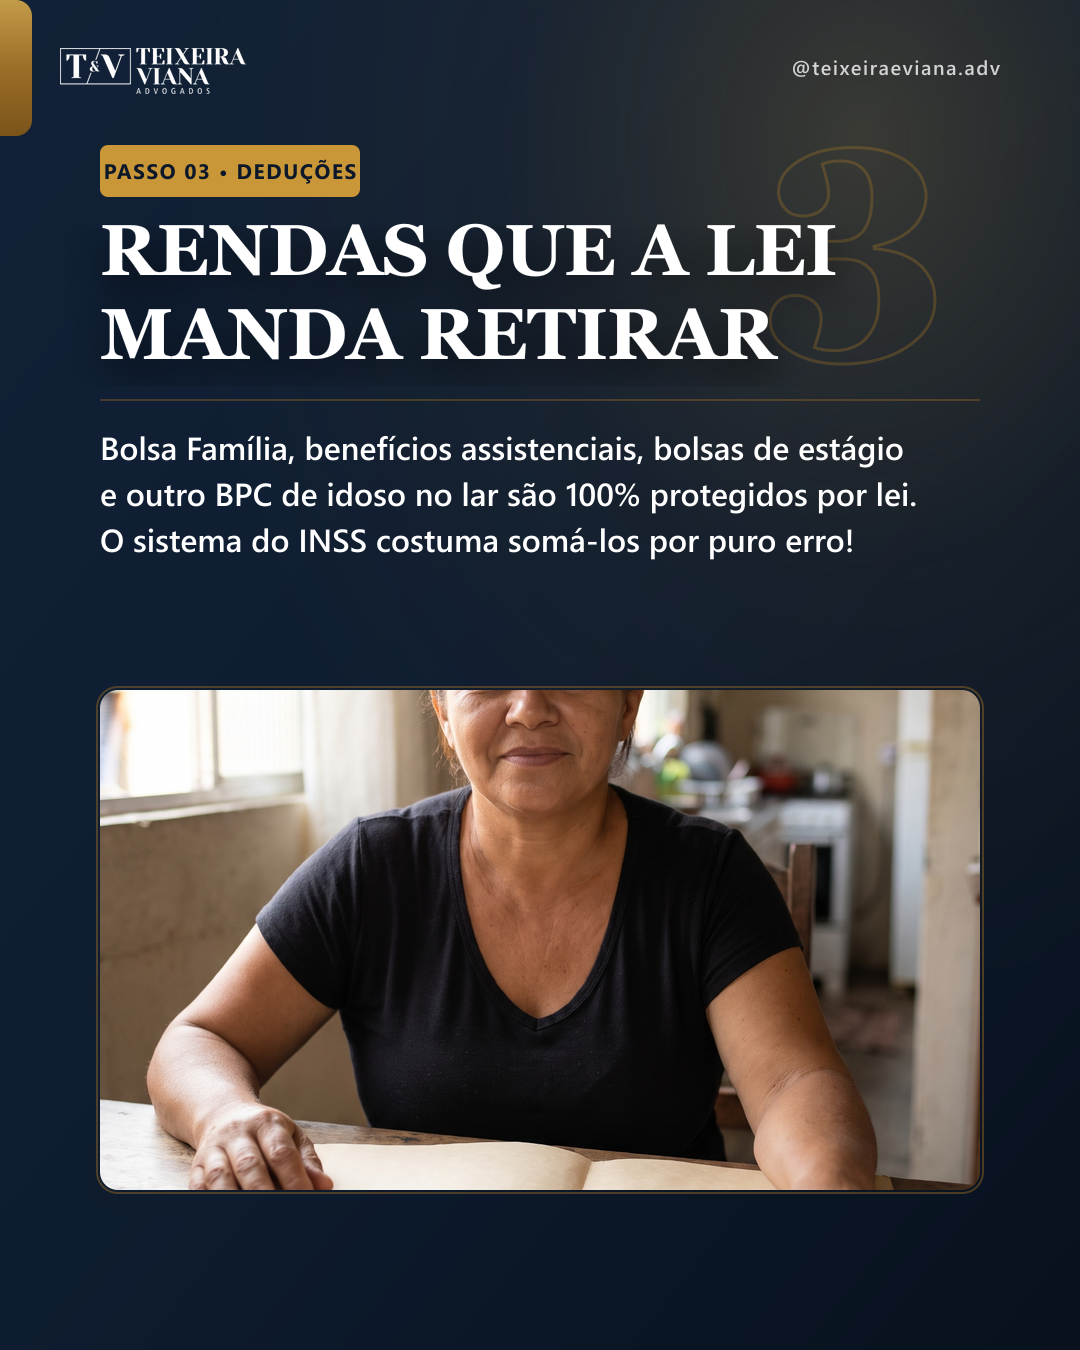 T&V
TEIXEIRA
VIANA
ADVOGADOS
@teixeiraeviana.adv
PASSO 03 • DEDUÇÕES
3
RENDAS QUE A LEI
MANDA RETIRAR
Bolsa Família, benefícios assistenciais, bolsas de estágio
e outro BPC de idoso no lar são 100% protegidos por lei.
O sistema do INSS costuma somá-los por puro erro!